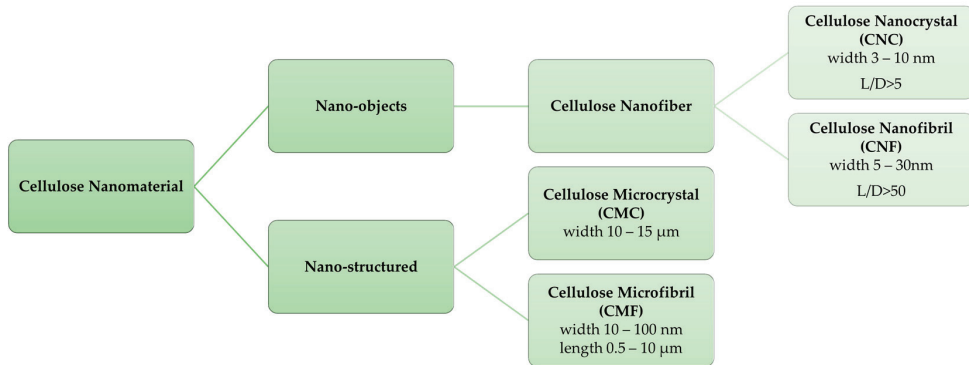 Cellulose Nanomaterial
Nano-objects
Cellulose Nanofiber
Cellulose Nanocrystal
(CNC)
width 3 – 10 nm
L/D>5
Cellulose Nanofibril
(CNF)
width 5 – 30nm
L/D>50
Nano-structured
Cellulose Microcrystal
(CMC)
width 10 – 15 µm
Cellulose Microfibril
(CMF)
width 10 – 100 nm
length 0.5 – 10 µm